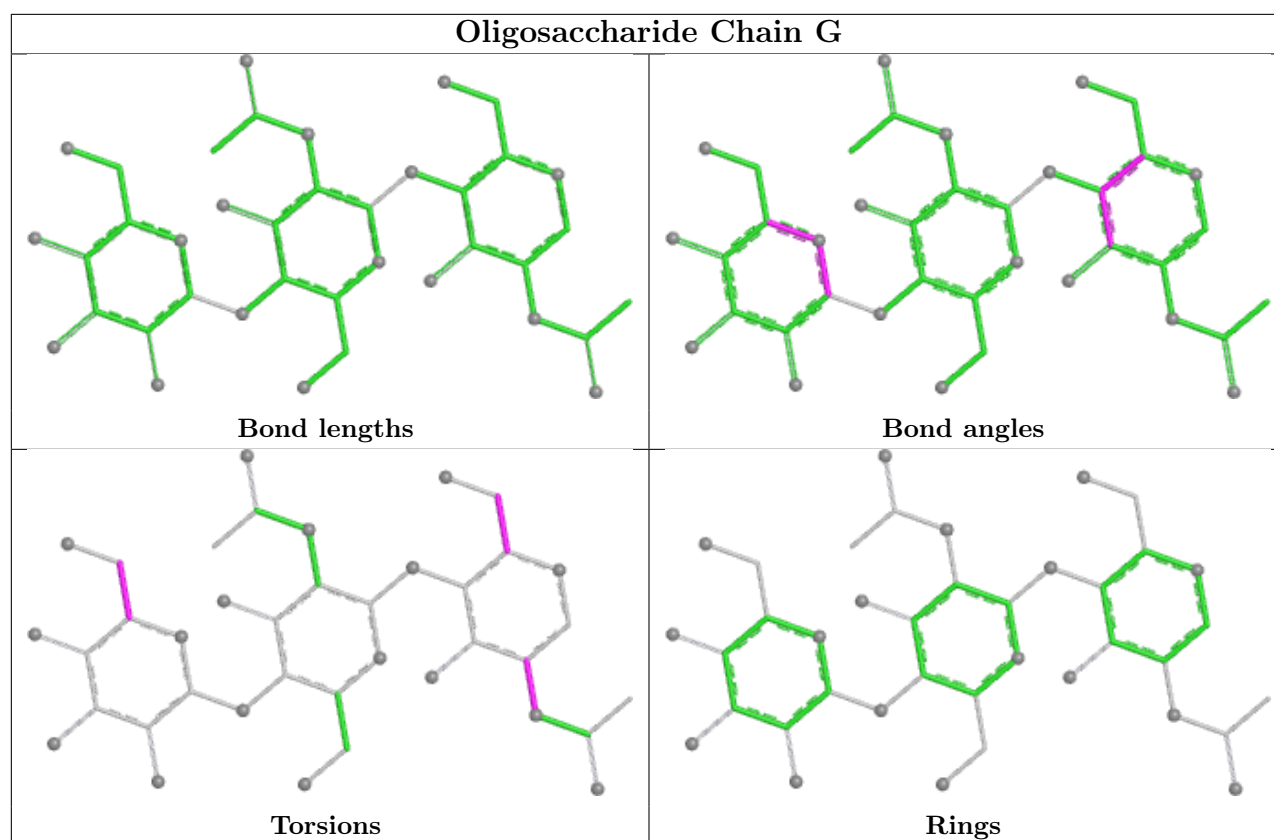 Oligosaccharide Chain G
Bond lengths
Bond angles
Torsions
Rings